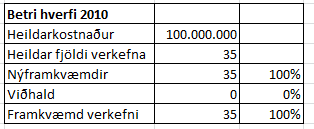 Betri hverfi 2010
Heildarkostnaður 100.000.000
Heildar fjöldi verkefna 35
Nýframkvæmdir 35 100%
Viðhald 0 0%
Framkvæmd verkefni 35 100%